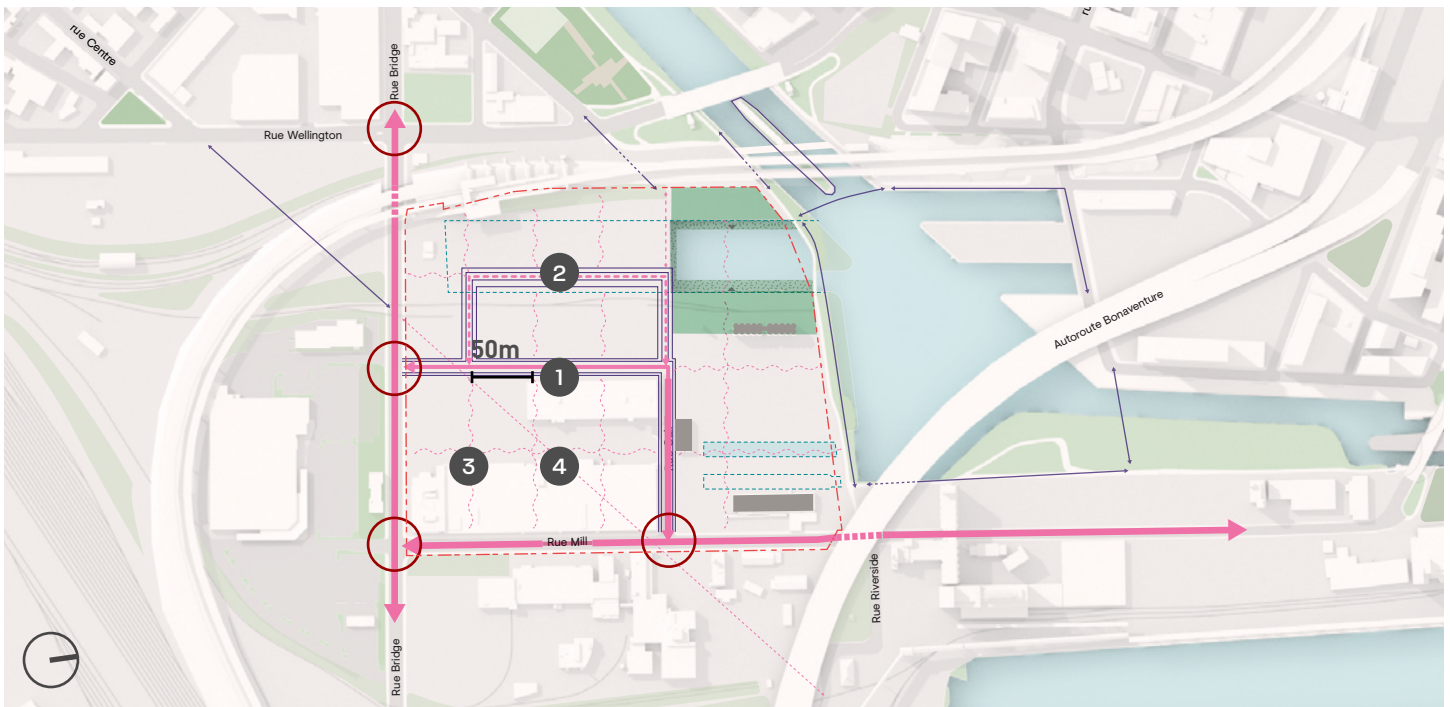 rue Centre
Rue Bridge
ru
Rue Wellington
2
Autoroute Bonaventure
50m
1
3
4
Rue Mill
Rue Riverside
Rue Bridge